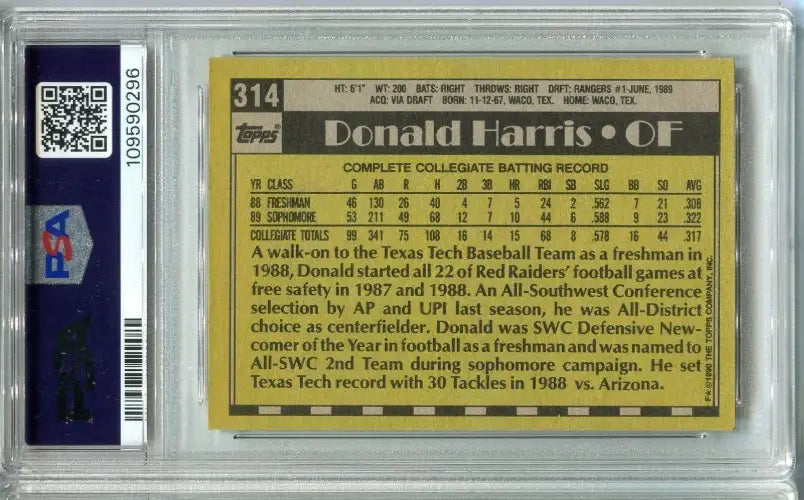 PSA
109590296
314
HT: 6'1" WT: 200 BATS: RIGHT THROWS: RIGHT DRFT: RANGERS #1-JUNE, 1989
ACQ: VIA DRAFT BORN: 11-12-67, WACO, TEX. HOME: WACO, TEX.
Topps®
Donald Harris • OF
COMPLETE COLLEGIATE BATTING RECORD
YR CLASS G AB R H 2B 3B HR RBI SB SLG BB SO AVG
88 FRESHMAN 46 130 26 40 4 7 5 24 2 .562 7 21 .308
89 SOPHOMORE 53 211 49 68 12 7 10 44 6 .588 9 23 .322
COLLEGIATE TOTALS 99 341 75 108 16 14 15 68 8 .578 16 44 .317
A walk-on to the Texas Tech Baseball Team as a freshman in
1988, Donald started all 22 of Red Raiders' football games at
free safety in 1987 and 1988. An All-Southwest Conference
selection by AP and UPI last season, he was All-District
choice as centerfielder. Donald was SWC Defensive New-
comer of the Year in football as a freshman and was named to
All-SWC 2nd Team during sophomore campaign. He set
Texas Tech record with 30 Tackles in 1988 vs. Arizona.
F★ © 1990 THE TOPPS COMPANY, INC.